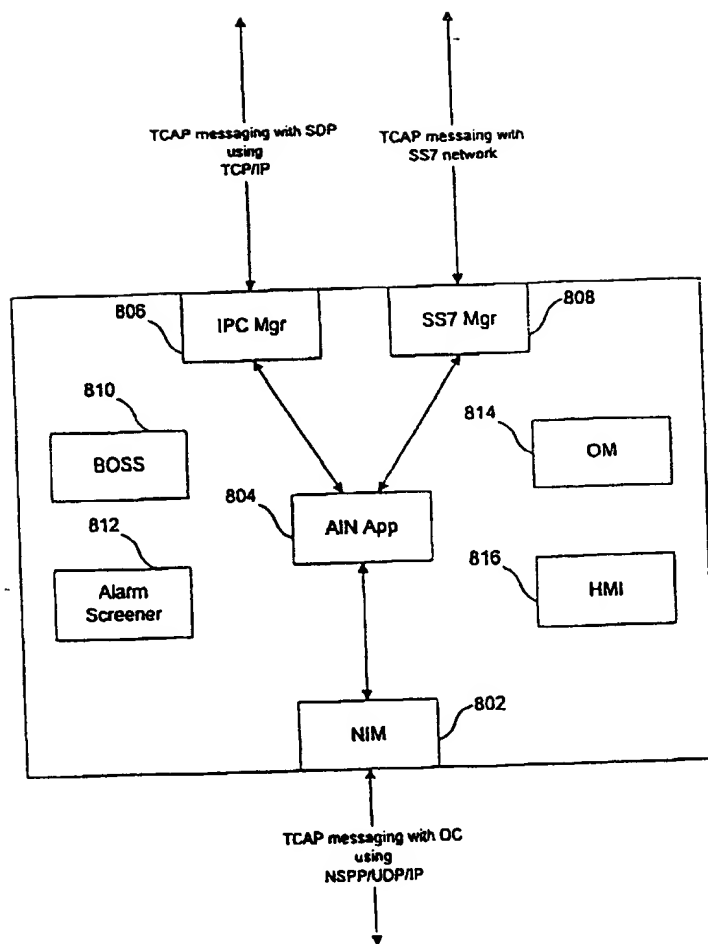 TCAP messaging with SDP
using
TCP/IP
TCAP messaing with
SS7 network
806
IPC Mgr
SS7 Mgr
808
810
BOSS
814
OM
804
AIN App
812
Alarm
Screener
816
HMI
802
NIM
TCAP messaging with OC
using
NSPP/UDP/IP